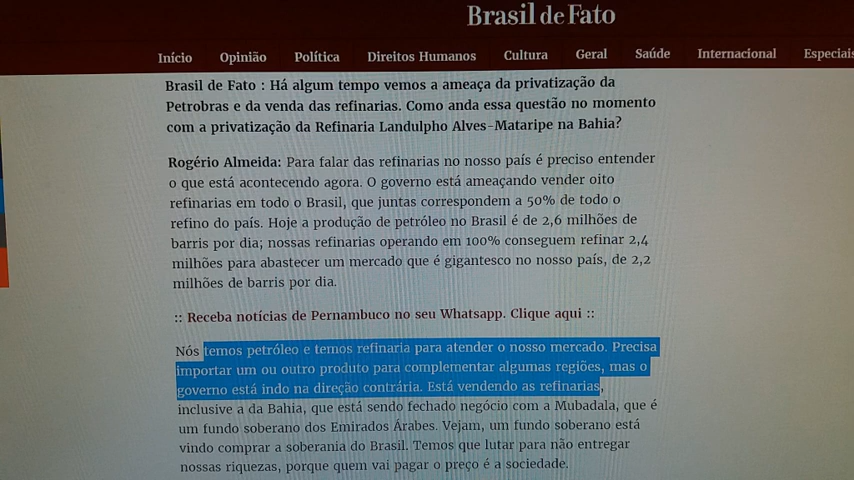 Brasil de Fato
Início Opinião Política Direitos Humanos Cultura Geral Saúde Internacional Especiais
Brasil de Fato : Há algum tempo vemos a ameaça da privatização da
Petrobras e da venda das refinarias. Como anda essa questão no momento
com a privatização da Refinaria Landulpho Alves-Mataripe na Bahia?
Rogério Almeida: Para falar das refinarias no nosso país é preciso entender
o que está acontecendo agora. O governo está ameaçando vender oito
refinarias em todo o Brasil, que juntas correspondem a 50% de todo o
refino do país. Hoje a produção de petróleo no Brasil é de 2,6 milhões de
barris por dia; nossas refinarias operando em 100% conseguem refinar 2,4
milhões para abastecer um mercado que é gigantesco no nosso país, de 2,2
milhões de barris por dia.
:: Receba notícias de Pernambuco no seu Whatsapp. Clique aqui ::
Nós temos petróleo e temos refinaria para atender o nosso mercado. Precisa
importar um ou outro produto para complementar algumas regiões, mas o
governo está indo na direção contrária. Está vendendo as refinarias,
inclusive a da Bahia, que está sendo fechado negócio com a Mubadala, que é
um fundo soberano dos Emirados Árabes. Vejam, um fundo soberano está
vindo comprar a soberania do Brasil. Temos que lutar para não entregar
nossas riquezas, porque quem vai pagar o preço é a sociedade.